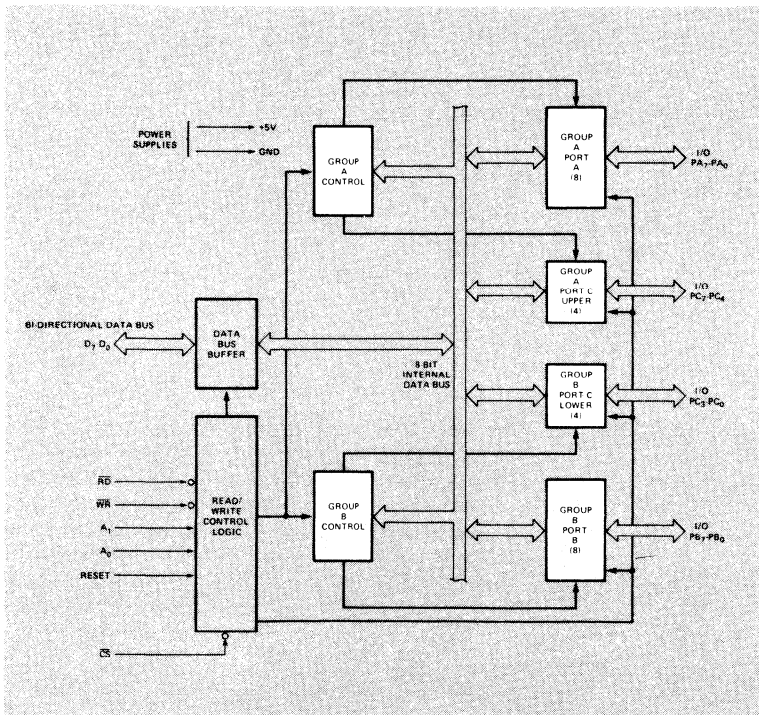 POWER
SUPPLIES
+5V
GND
GROUP
A
CONTROL
GROUP
A
PORT
A
(8)
I/O
PA7-PA0
GROUP
A
PORT C
UPPER
(4)
I/O
PC7-PC4
BI-DIRECTIONAL DATA BUS
D7 D0
DATA
BUS
BUFFER
8-BIT
INTERNAL
DATA BUS
GROUP
B
PORT C
LOWER
(4)
I/O
PC3-PC0
RD
WR
A1
A0
RESET
CS
READ/
WRITE
CONTROL
LOGIC
GROUP
B
CONTROL
GROUP
B
PORT
B
(8)
I/O
PB7-PB0